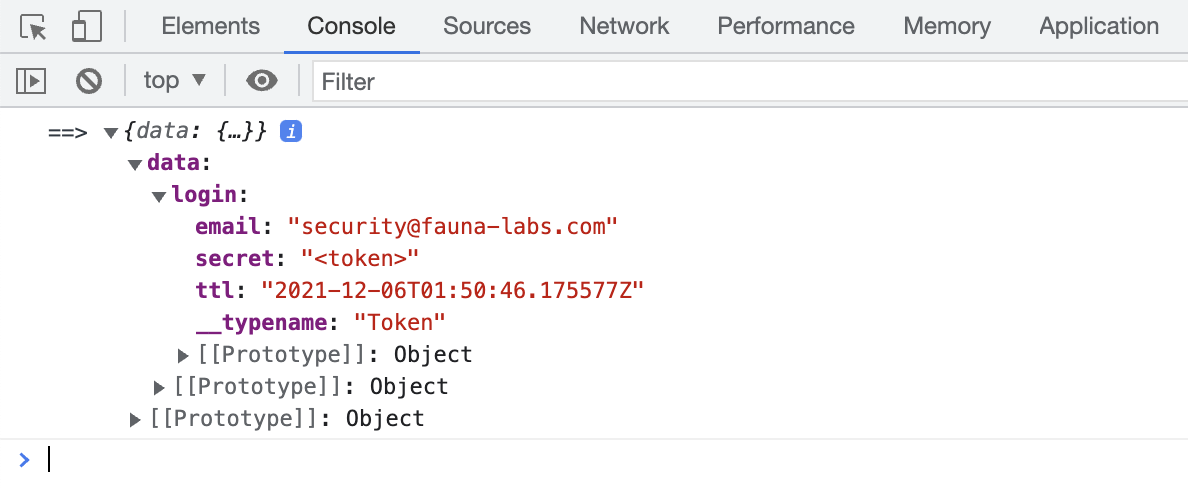 Elements Console Sources Network Performance Memory Application
top ▼ Filter
==> ▼{data: {…}} i
▼data:
▼login:
email: "security@fauna-labs.com"
secret: "<token>"
ttl: "2021-12-06T01:50:46.175577Z"
__typename: "Token"
▶[[Prototype]]: Object
▶[[Prototype]]: Object
▶[[Prototype]]: Object
>